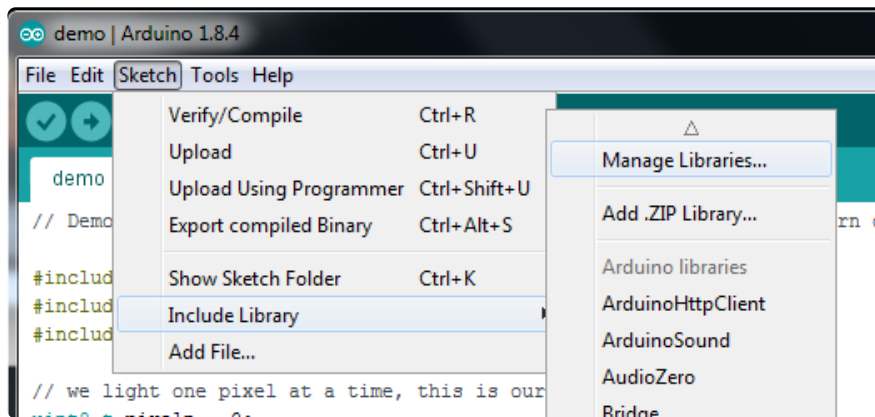 demo | Arduino 1.8.4
File Edit Sketch Tools Help
Verify/Compile Ctrl+R
Upload Ctrl+U
Upload Using Programmer Ctrl+Shift+U
Export compiled Binary Ctrl+Alt+S
Show Sketch Folder Ctrl+K
Include Library
Add File...
Manage Libraries...
Add .ZIP Library...
Arduino libraries
ArduinoHttpClient
ArduinoSound
AudioZero
Bridge
demo
// Demo
#includ
#includ
#includ
// we light one pixel at a time, this is our